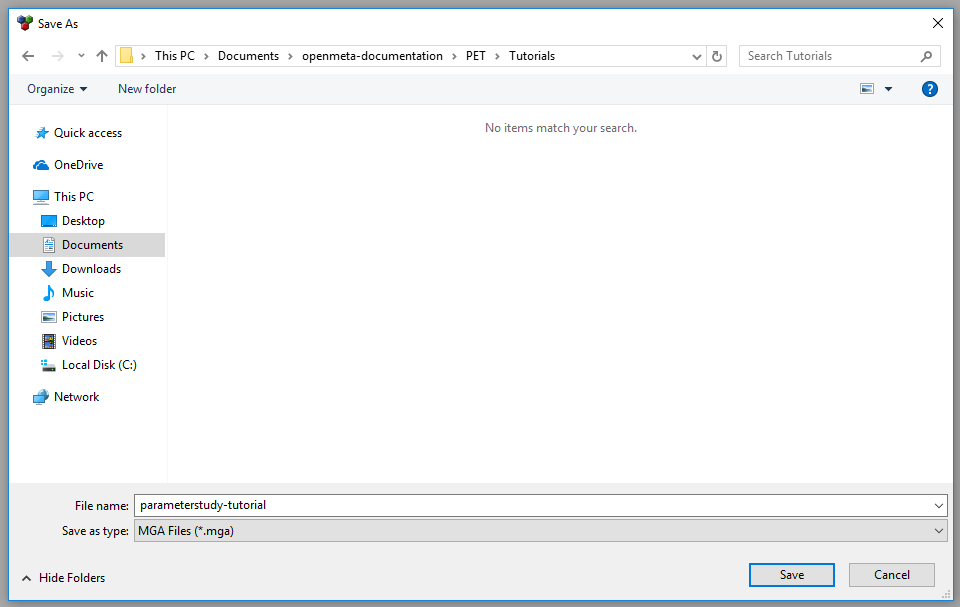 Save As
This PC > Documents > openmeta-documentation > PET > Tutorials
Search Tutorials
Organize
New folder
?
No items match your search.
Quick access
OneDrive
This PC
Desktop
Documents
Downloads
Music
Pictures
Videos
Local Disk (C:)
Network
File name: parameterstudy-tutorial
Save as type: MGA Files (*.mga)
Hide Folders
Save
Cancel